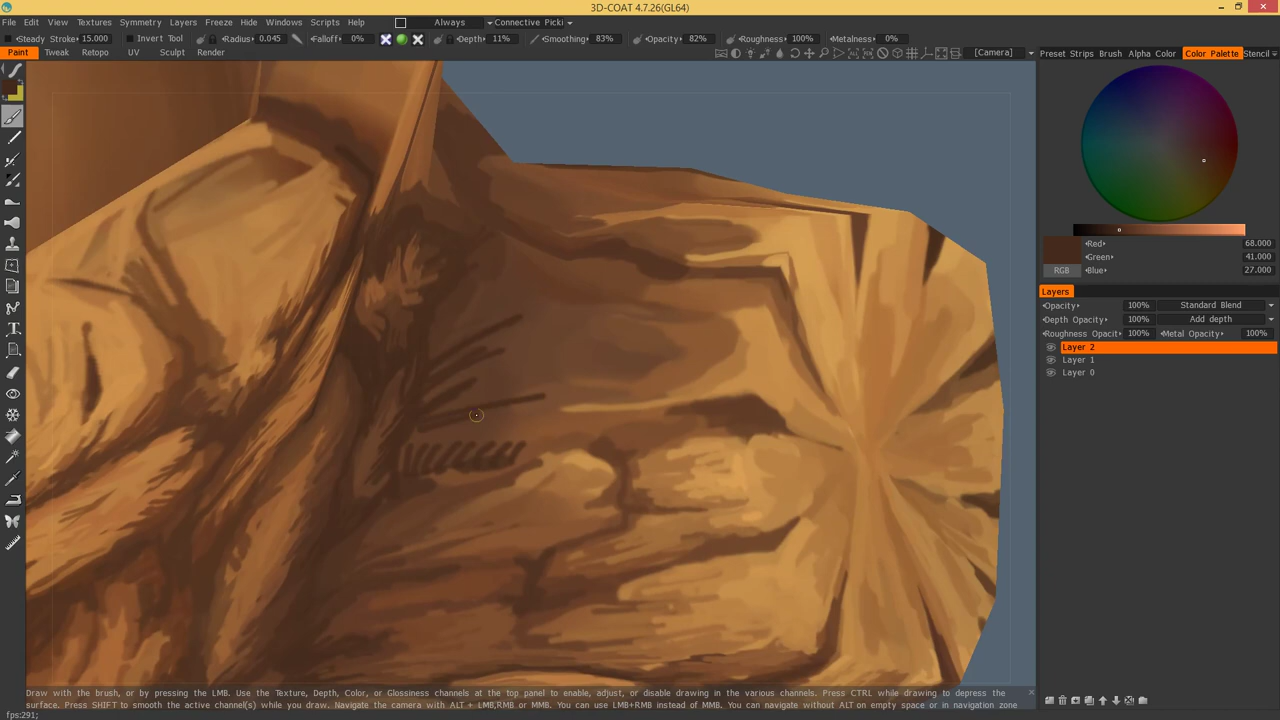 3D-COAT 4.7.26(GL64)
File Edit View Textures Symmetry Layers Freeze Hide Windows Scripts Help Always Connective Picki
Steady Stroke 15.000 Invert Tool Radius 0.045 Falloff 0% Depth 11% Smoothing 83% Opacity 82% Roughness 100% Metalness 0%
Paint Tweak Retopo UV Sculpt Render [Camera] Preset Strips Brush Alpha Color Color Palette Stencil
Red 68.000
Green 41.000
RGB Blue 27.000
Layers
Opacity 100% Standard Blend
Depth Opacity 100% Add depth
Roughness Opacit 100% Metal Opacity 100%
Layer 2
Layer 1
Layer 0
Draw with the brush, or by pressing the LMB. Use the Texture, Depth, Color, or Glossiness channels at the top panel to enable, adjust, or disable drawing in the various channels. Press CTRL while drawing to depress the
surface. Press SHIFT to smooth the active channel(s) while you draw. Navigate the camera with ALT + LMB,RMB or MMB. You can use LMB+RMB instead of MMB. You can navigate without ALT on empty space or in navigation zone
fps:291;